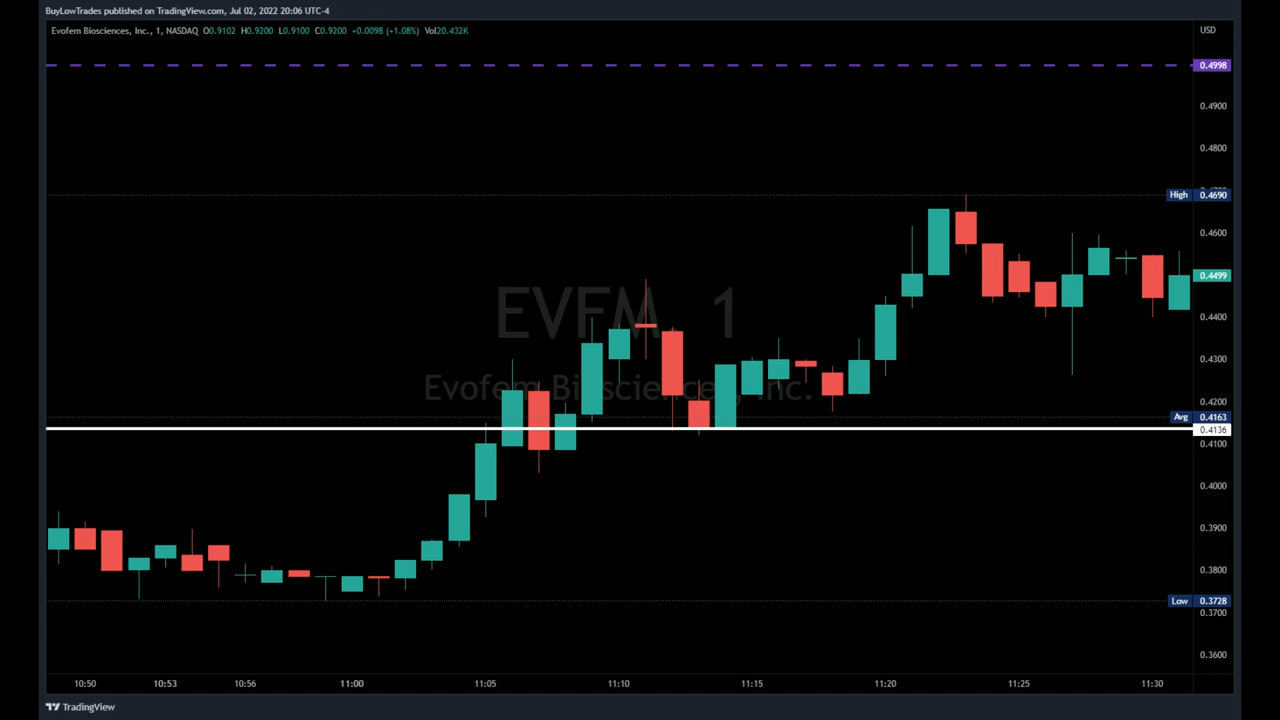 BuyLowTrades published on TradingView.com, Jul 02, 2022 20:06 UTC-4
Evofem Biosciences, Inc., 1, NASDAQ O0.9102 H0.9200 L0.9100 C0.9200 +0.0098 (+1.08%) Vol20.432K
USD
0.4998
0.4900
0.4800
High 0.4690
0.4600
0.4499
EVFM 1
0.4400
0.4300
Evofem Biosciences, Inc.
0.4200
Avg 0.4163
0.4136
0.4100
0.4000
0.3900
0.3800
Low 0.3728
0.3700
0.3600
10:50 10:53 10:56 11:00 11:05 11:10 11:15 11:20 11:25 11:30
TradingView